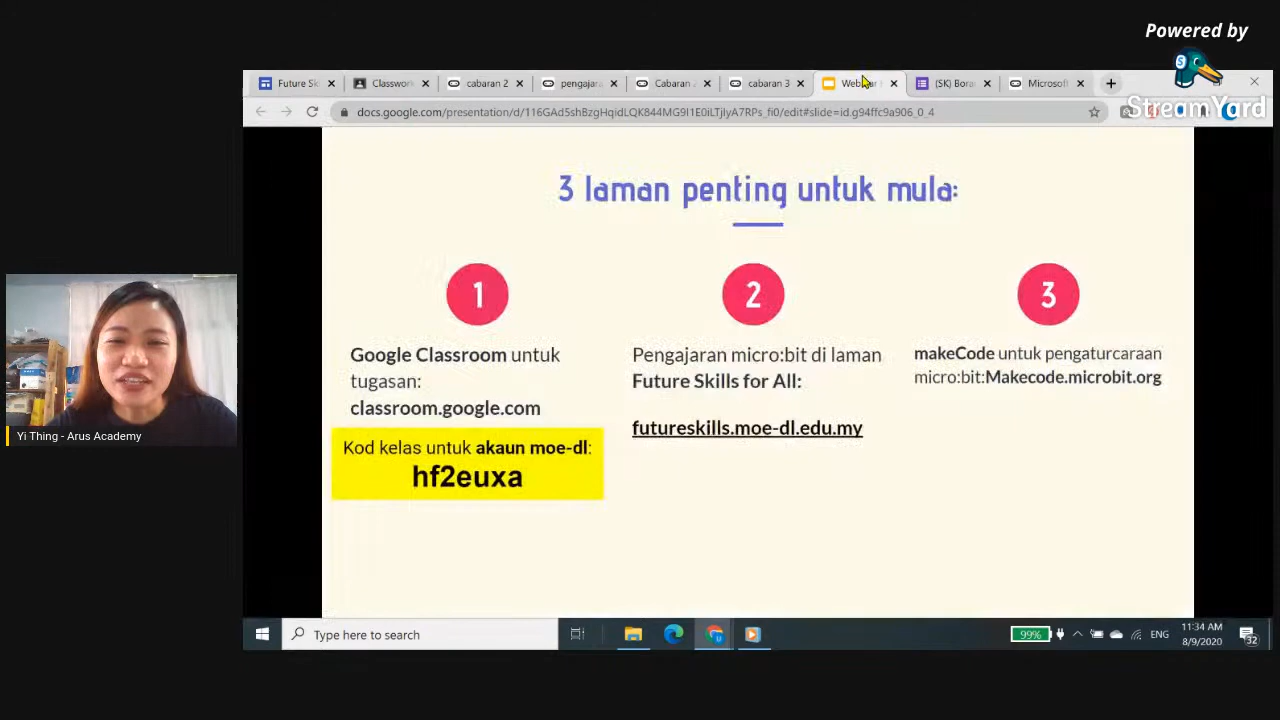 Powered by
StreamYard
Future Sk
Classwork
cabaran 2
pengajara
Cabaran
cabaran 3
(SK) Bora
Microsoft
docs.google.com/presentation/d/116GAd5shBzgHqidLQK844MG9I1E0iLTjlyA7RPs_fi0/edit#slide=id.g94ffc9a906_0_4
3 laman penting untuk mula:
1
Google Classroom untuk
tugasan:
classroom.google.com
Kod kelas untuk akaun moe-dl:
hf2euxa
2
Pengajaran micro:bit di laman
Future Skills for All:
futureskills.moe-dl.edu.my
3
makeCode untuk pengaturcaraan
micro:bit:Makecode.microbit.org
Yi Thing - Arus Academy
Type here to search
99%
ENG
11:34 AM
8/9/2020
32